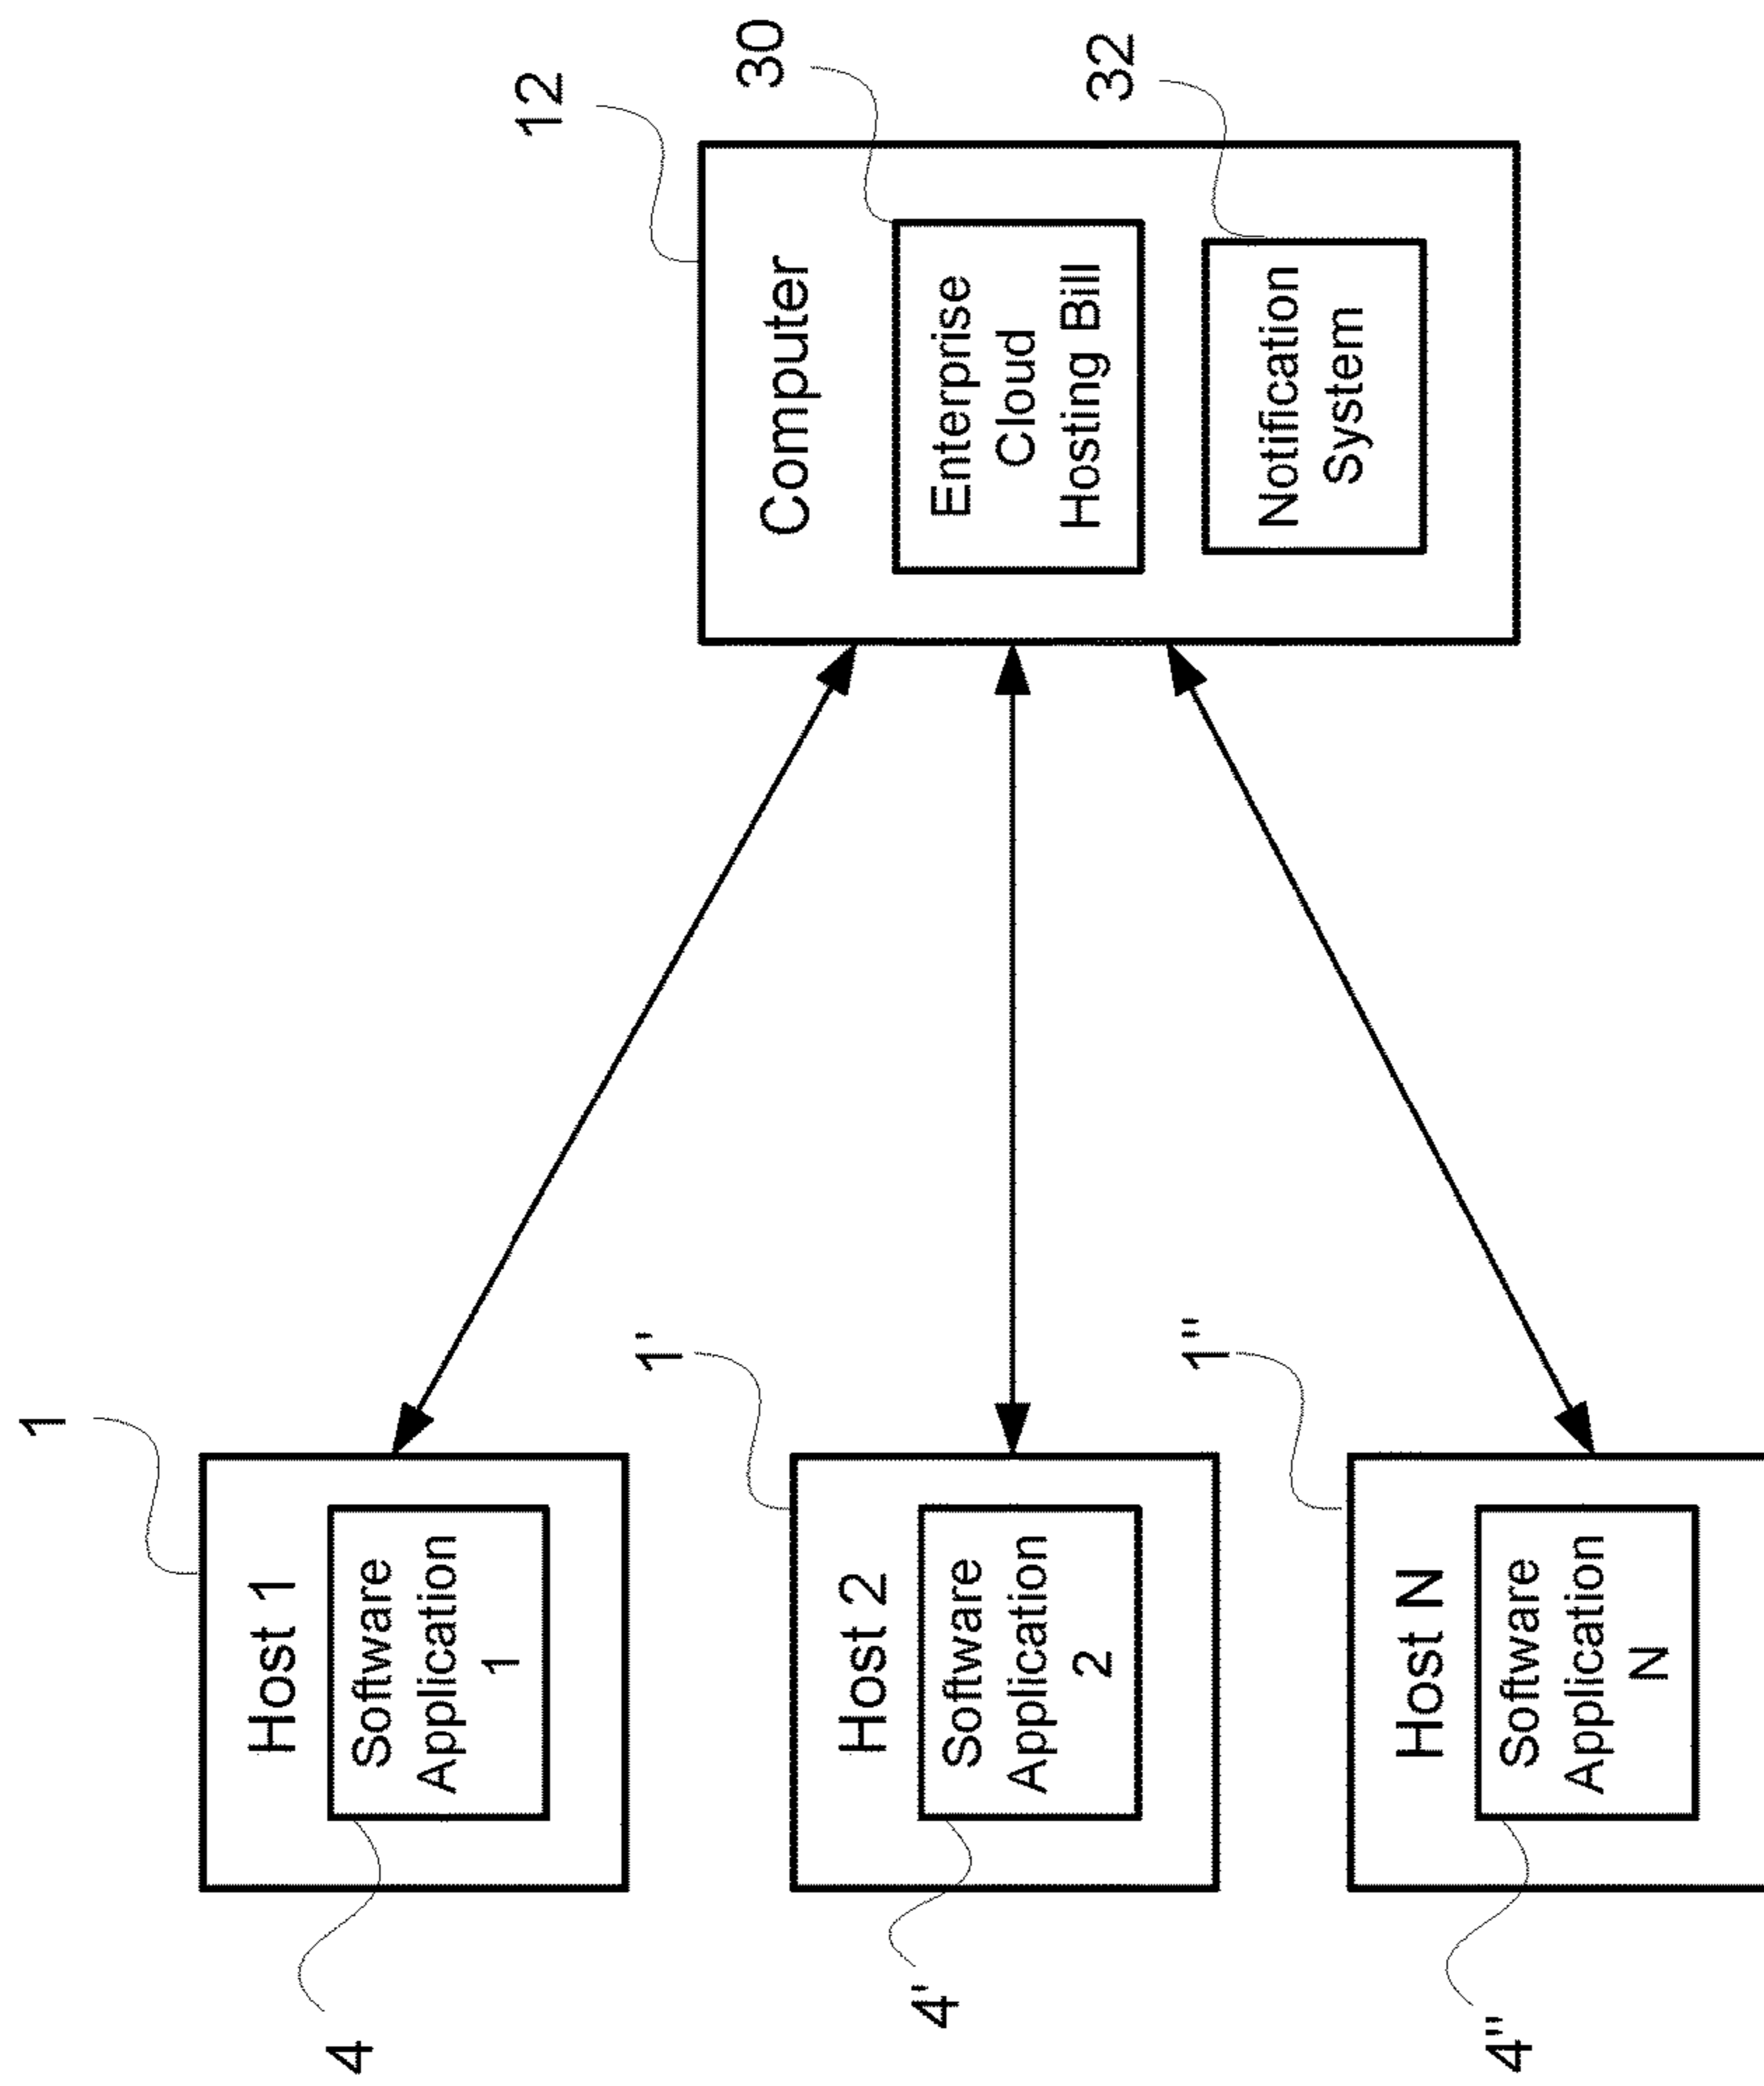 1
Host 1
Software
Application
1
4
1'
Host 2
Software
Application
2
4'
1"
Host N
Software
Application
N
4"
12
Computer
30
Enterprise
Cloud
Hosting Bill
32
Notification
System